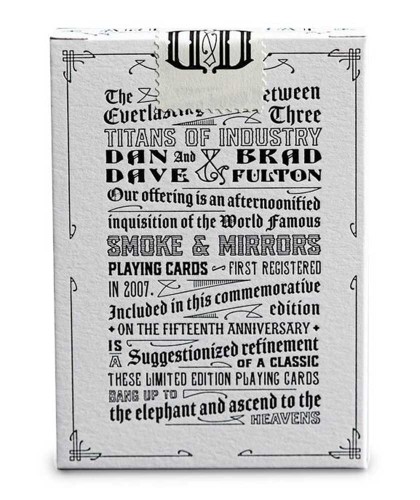 The etween
Everlasting Three
TITANS OF INDUSTRY
DAN And BRAD
DAVE & FULTON
Our offering is an afternoonified
inquisition of the World Famous
SMOKE & MIRRORS
PLAYING CARDS FIRST REGISTERED
IN 2007.
Included in this commemorative
edition
ON THE FIFTEENTH ANNIVERSARY
IS A Suggestionized refinement
OF A CLASSIC
THESE LIMITED EDITION PLAYING CARDS
BANG UP TO
the elephant and ascend to the
HEAVENS